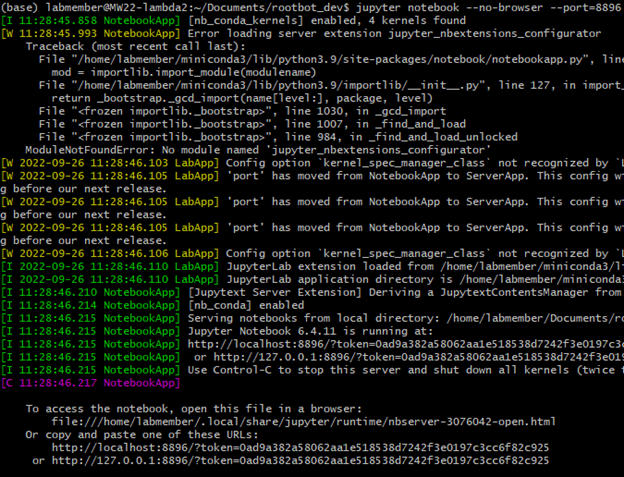 (base) labmember@MW22-lambda2:~/Documents/rootbot_dev$ jupyter notebook --no-browser --port=8896
[I 11:28:45.858 NotebookApp] [nb_conda_kernels] enabled, 4 kernels found
[W 11:28:45.993 NotebookApp] Error loading server extension jupyter_nbextensions_configurator
Traceback (most recent call last):
File "/home/labmember/miniconda3/lib/python3.9/site-packages/notebook/notebookapp.py", line
mod = importlib.import_module(modulename)
File "/home/labmember/miniconda3/lib/python3.9/importlib/__init__.py", line 127, in import_
return _bootstrap._gcd_import(name[level:], package, level)
File "<frozen importlib._bootstrap>", line 1030, in _gcd_import
File "<frozen importlib._bootstrap>", line 1007, in _find_and_load
File "<frozen importlib._bootstrap>", line 984, in _find_and_load_unlocked
ModuleNotFoundError: No module named 'jupyter_nbextensions_configurator'
[W 2022-09-26 11:28:46.103 LabApp] Config option `kernel_spec_manager_class` not recognized by `L
[W 2022-09-26 11:28:46.105 LabApp] 'port' has moved from NotebookApp to ServerApp. This config wi
g before our next release.
[W 2022-09-26 11:28:46.105 LabApp] 'port' has moved from NotebookApp to ServerApp. This config wi
g before our next release.
[W 2022-09-26 11:28:46.105 LabApp] 'port' has moved from NotebookApp to ServerApp. This config wi
g before our next release.
[W 2022-09-26 11:28:46.106 LabApp] Config option `kernel_spec_manager_class` not recognized by `L
[I 2022-09-26 11:28:46.110 LabApp] JupyterLab extension loaded from /home/labmember/miniconda3/li
[I 2022-09-26 11:28:46.110 LabApp] JupyterLab application directory is /home/labmember/miniconda3
[I 11:28:46.210 NotebookApp] [Jupytext Server Extension] Deriving a JupytextContentsManager from
[I 11:28:46.214 NotebookApp] [nb_conda] enabled
[I 11:28:46.215 NotebookApp] Serving notebooks from local directory: /home/labmember/Documents/ro
[I 11:28:46.215 NotebookApp] Jupyter Notebook 6.4.11 is running at:
[I 11:28:46.215 NotebookApp] http://localhost:8896/?token=0ad9a382a58062aa1e518538d7242f3e0197c3c
[I 11:28:46.215 NotebookApp] or http://127.0.0.1:8896/?token=0ad9a382a58062aa1e518538d7242f3e019
[I 11:28:46.215 NotebookApp] Use Control-C to stop this server and shut down all kernels (twice t
[C 11:28:46.217 NotebookApp]
To access the notebook, open this file in a browser:
file:///home/labmember/.local/share/jupyter/runtime/nbserver-3076042-open.html
Or copy and paste one of these URLs:
http://localhost:8896/?token=0ad9a382a58062aa1e518538d7242f3e0197c3cc6f82c925
or http://127.0.0.1:8896/?token=0ad9a382a58062aa1e518538d7242f3e0197c3cc6f82c925